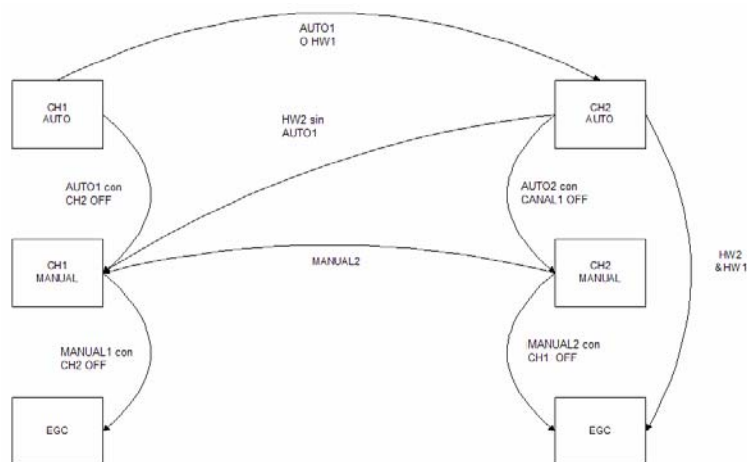 AUTO1
O HW1
CH1
AUTO
CH2
AUTO
HW2 sin
AUTO1
AUTO1 con
CH2 OFF
AUTO2 con
CANAL1 OFF
CH1
MANUAL
MANUAL2
CH2
MANUAL
HW2
&HW1
MANUAL1 con
CH2 OFF
MANUAL2 con
CH1 OFF
EGC
EGC